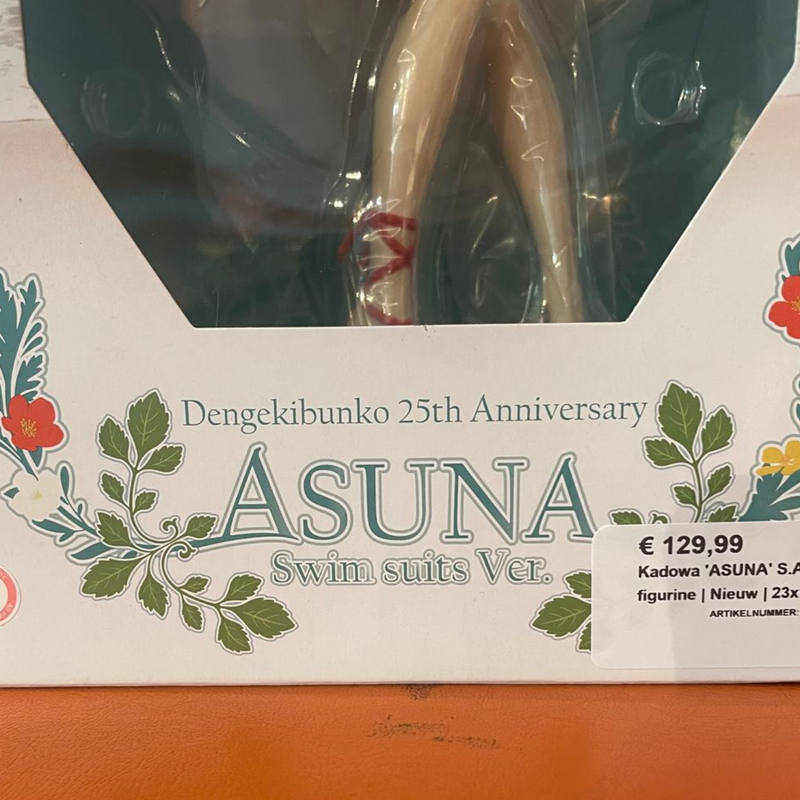 Dengekibunko 25th Anniversary
ASUNA
Swim suits Ver.
€ 129,99
Kadowa 'ASUNA' S.A
figurine | Nieuw | 23x
ARTIKELNUMMER: